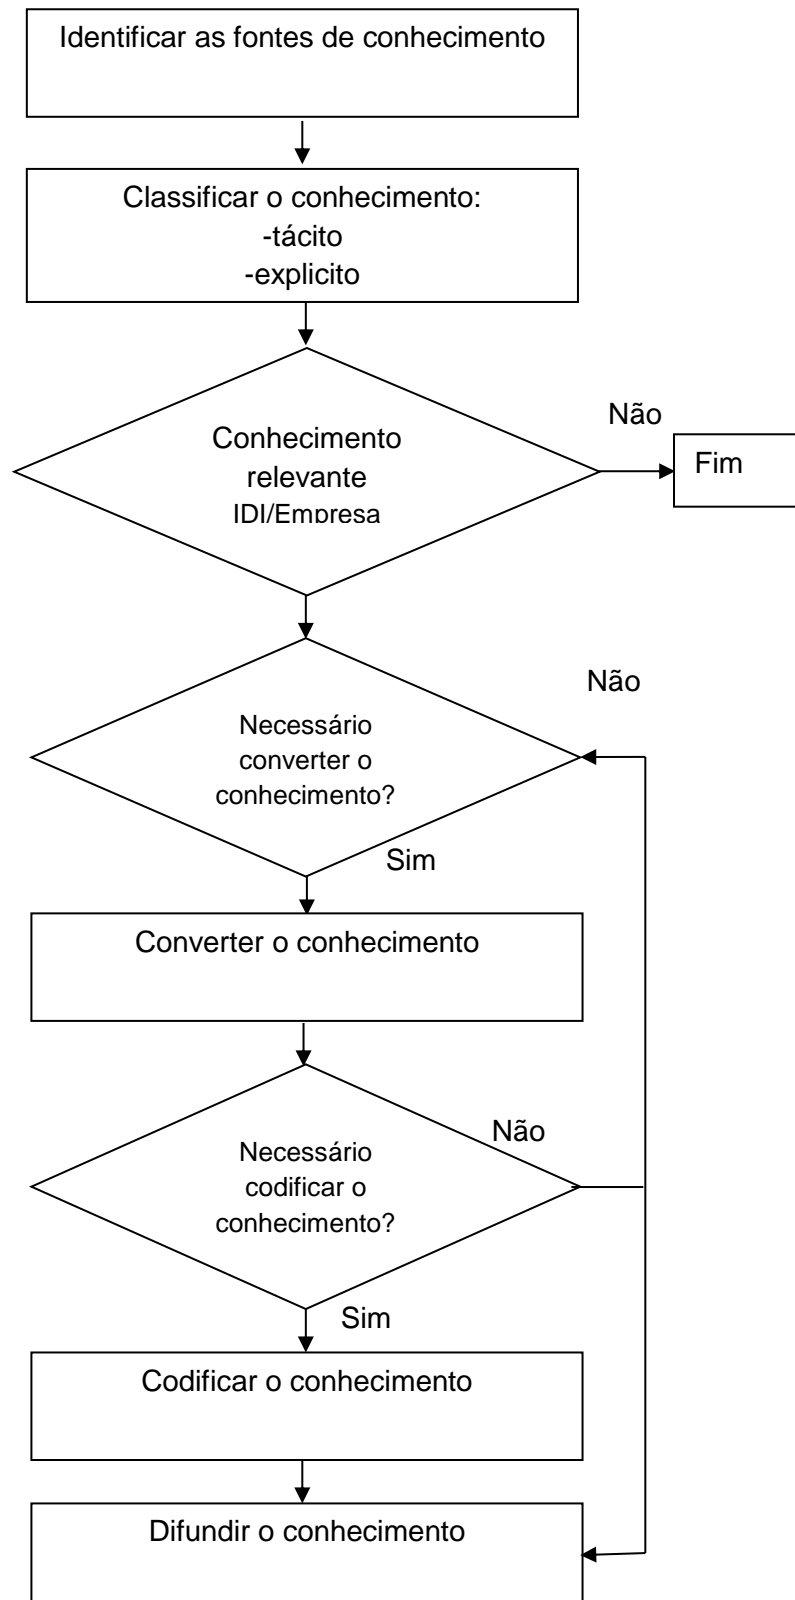 Identificar as fontes de conhecimento
Classificar o conhecimento:
-tácito
-explicito
Não
Conhecimento
relevante
IDI/Empresa
Fim
Não
Necessário
converter o
conhecimento?
Sim
Converter o conhecimento
Não
Necessário
codificar o
conhecimento?
Sim
Codificar o conhecimento
Difundir o conhecimento